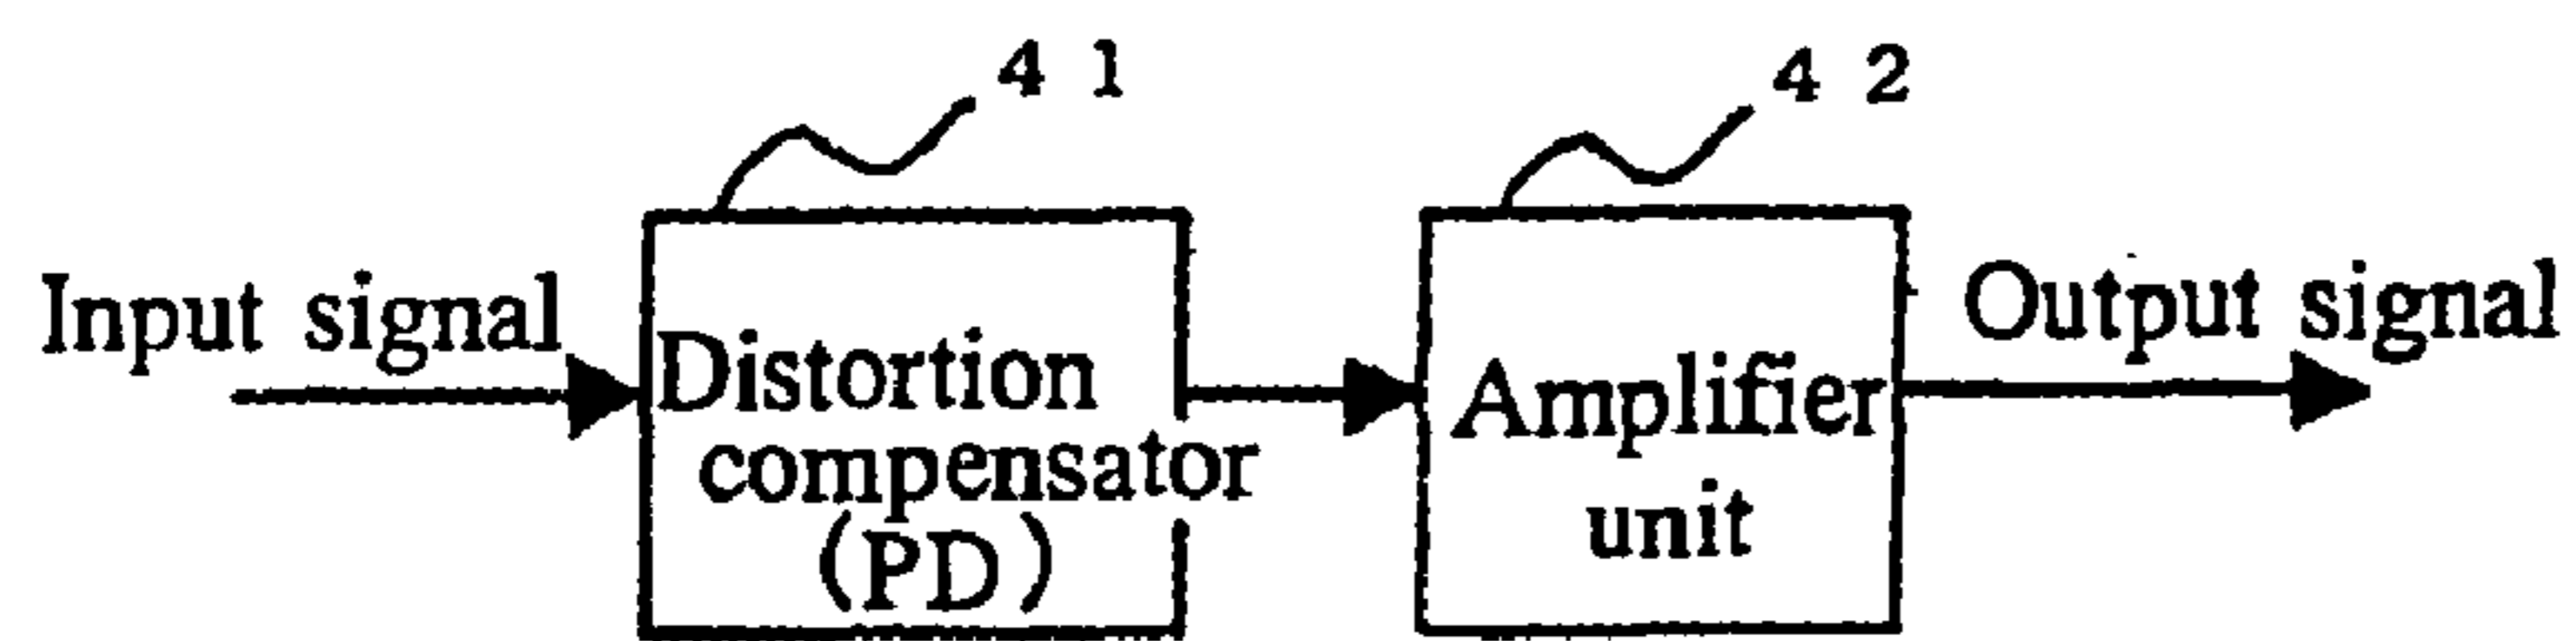 4 1
4 2
Input signal
Distortion
compensator
(PD)
Amplifier
unit
Output signal